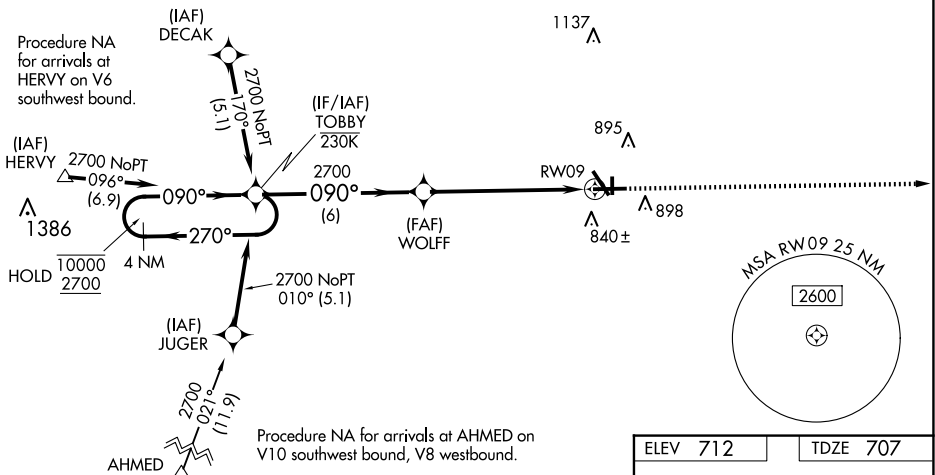 (IAF)
DECAK
1137
Procedure NA
for arrivals at
HERVY on V6
southwest bound.
2700 NoPT
170°
(5.1)
(IF/IAF)
TOBBY
230K
895
(IAF)
HERVY
2700 NoPT
096°
(6.9)
090°
2700
090°
(6)
RW09
1386
270°
(FAF)
WOLFF
840±
898
HOLD
10000
2700
4 NM
2700 NoPT
010° (5.1)
MSA RW09 25 NM
2600
(IAF)
JUGER
2700
021°
(11.9)
Procedure NA for arrivals at AHMED on
V10 southwest bound, V8 westbound.
AHMED
ELEV 712
TDZE 707